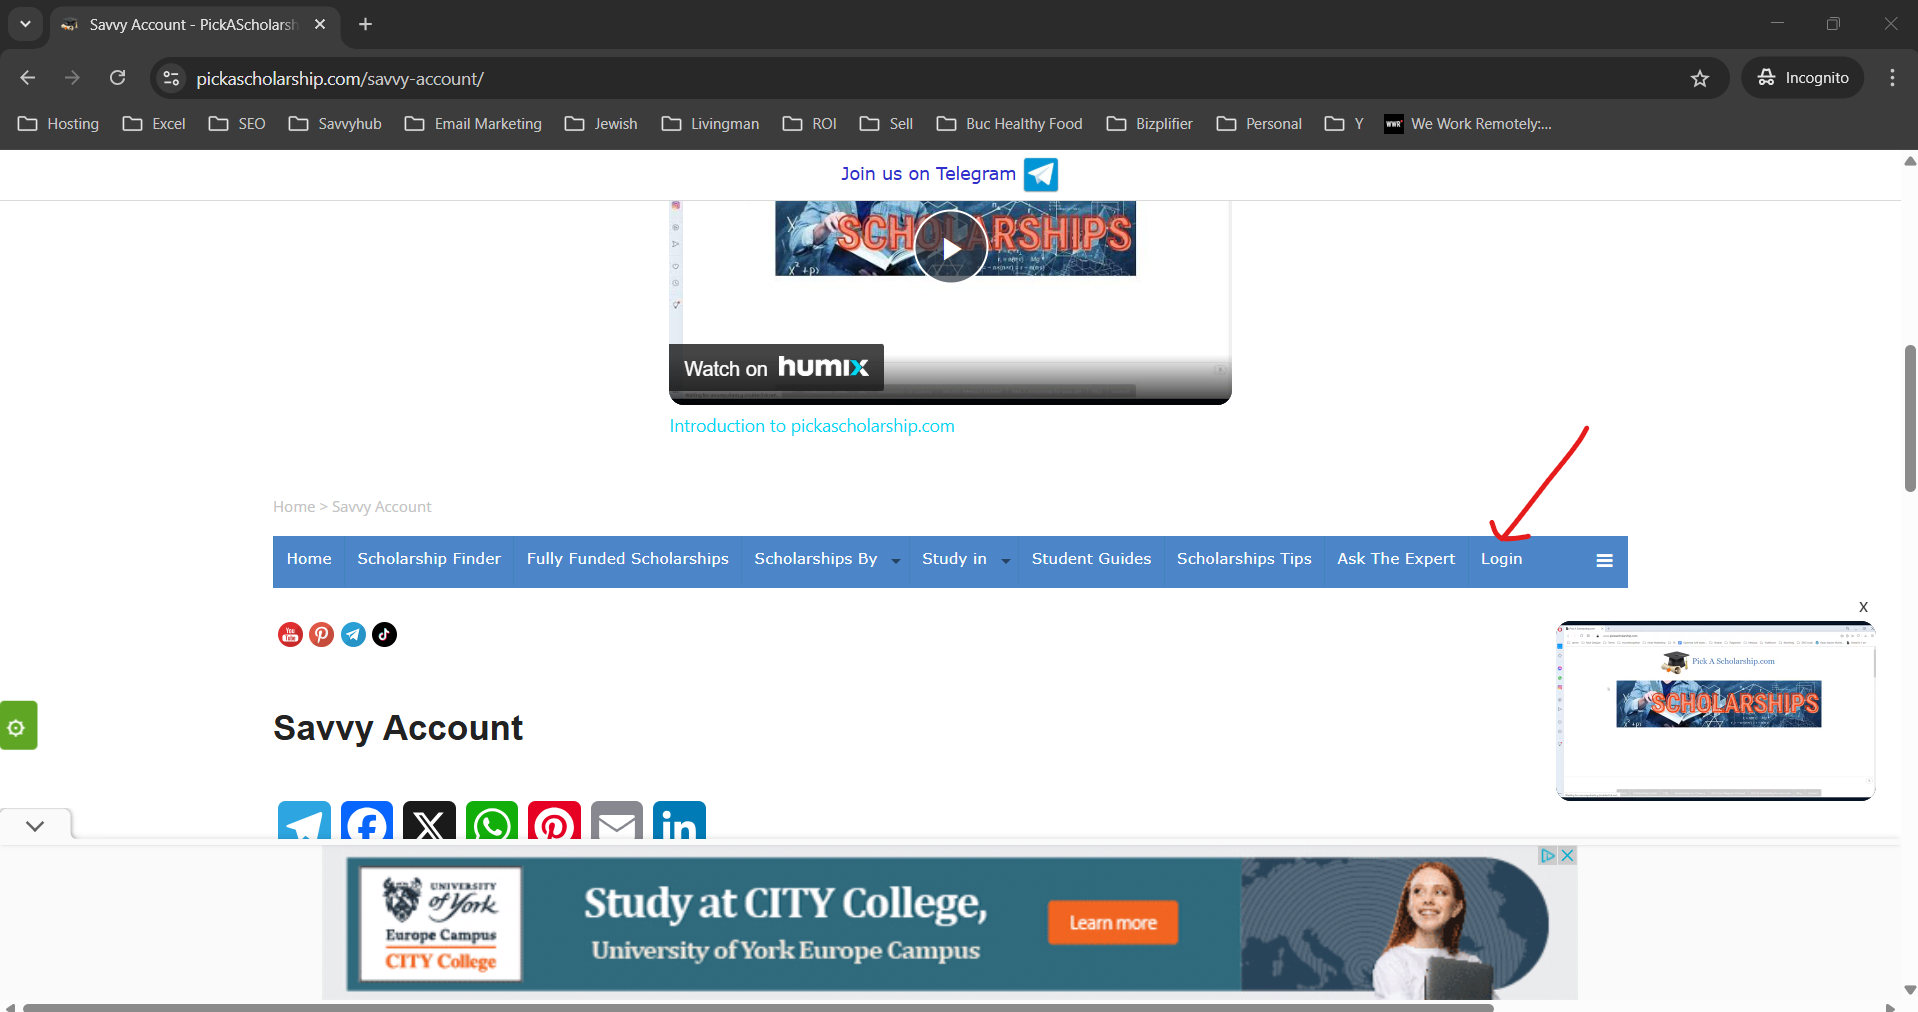 Savvy Account - PickAScholarsh
pickascholarship.com/savvy-account/
Incognito
Hosting Excel SEO Savvyhub Email Marketing Jewish Livingman ROI Sell Buc Healthy Food Bizplifier Personal Y We Work Remotely:...
Join us on Telegram
SCHOLARSHIPS
Watch on humix
Introduction to pickascholarship.com
Home > Savvy Account
Home Scholarship Finder Fully Funded Scholarships Scholarships By Study in Student Guides Scholarships Tips Ask The Expert Login
X
You Tube
Pick A Scholarship.com
SCHOLARSHIPS
Savvy Account
UNIVERSITY
of York
Europe Campus
CITY College
Study at CITY College,
University of York Europe Campus
Learn more